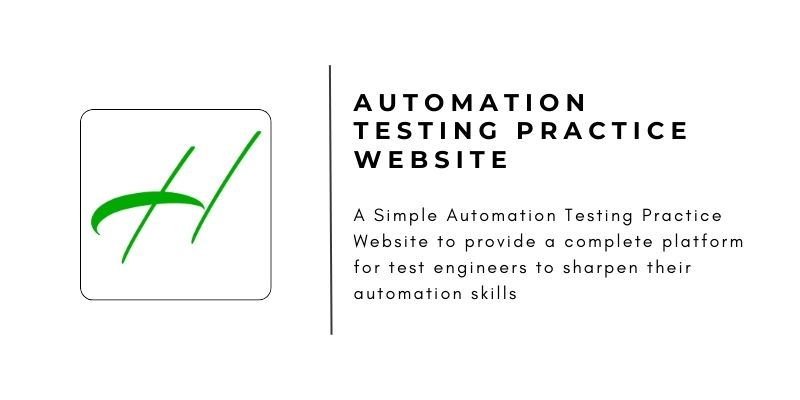 H
AUTOMATION
TESTING PRACTICE
WEBSITE
A Simple Automation Testing Practice
Website to provide a complete platform
for test engineers to sharpen their
automation skills